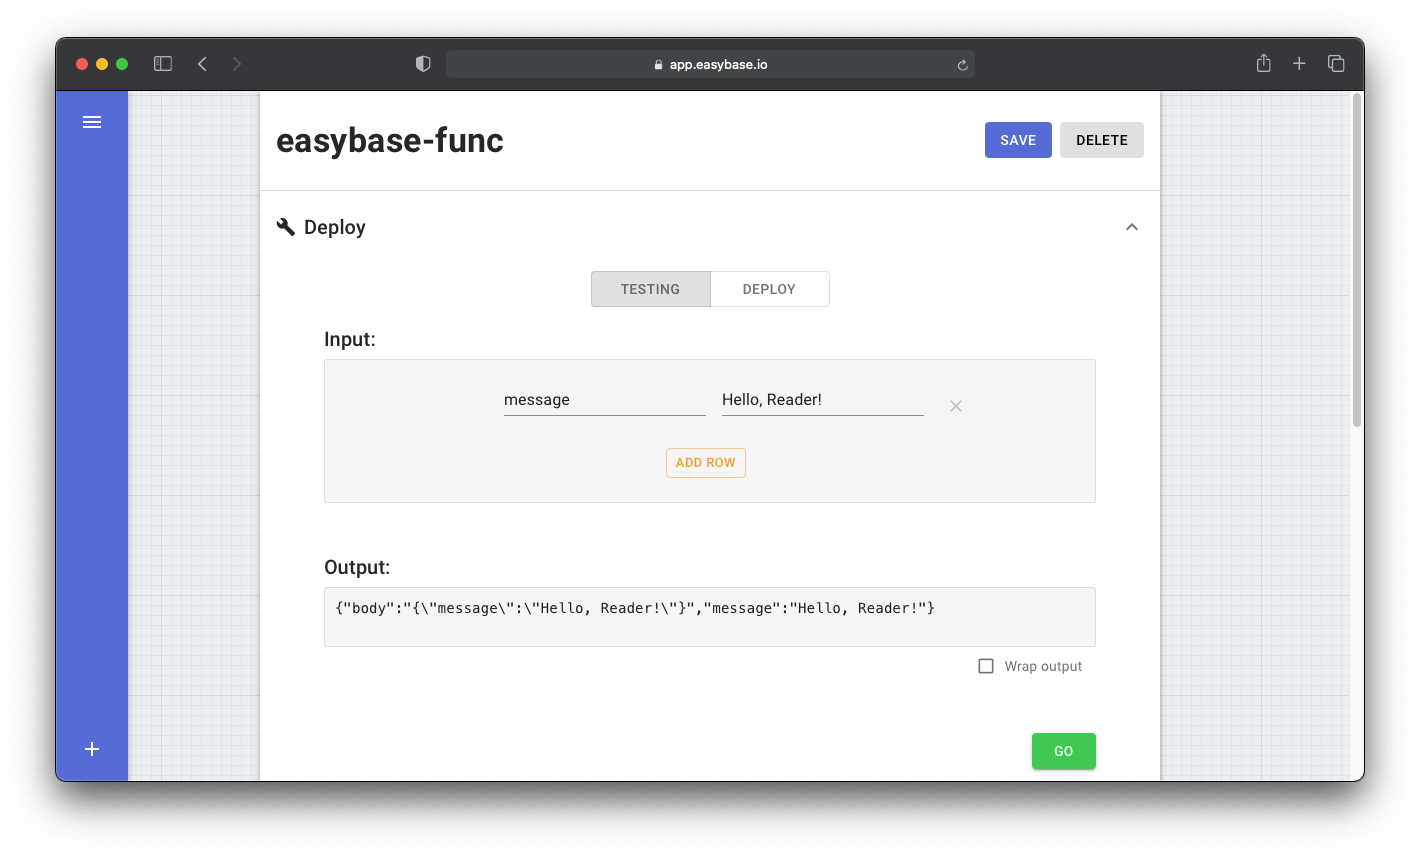 app.easybase.io
easybase-func
SAVE
DELETE
Deploy
TESTING
DEPLOY
Input:
message
Hello, Reader!
ADD ROW
Output:
{"body":"{\"message\":\"Hello, Reader!\"}","message":"Hello, Reader!"}
Wrap output
GO